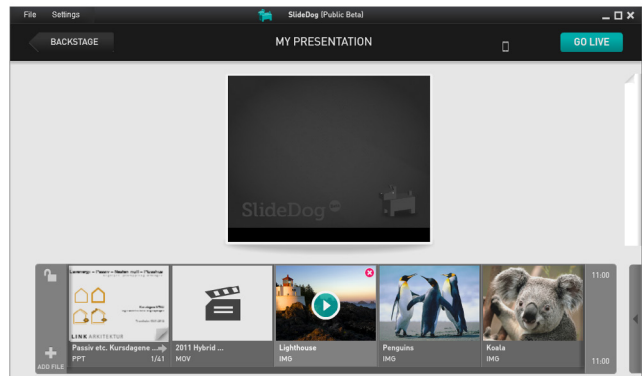 File Settings SlideDog (Public Beta)
BACKSTAGE MY PRESENTATION GO LIVE
SlideDog
11:00
LINK ARKITEKTUR
Passiv etc. Kursdagene ... 2011 Hybrid ... Lighthouse Penguins Koala
PPT 1/41 MOV IMG IMG IMG 11:00
ADD FILE